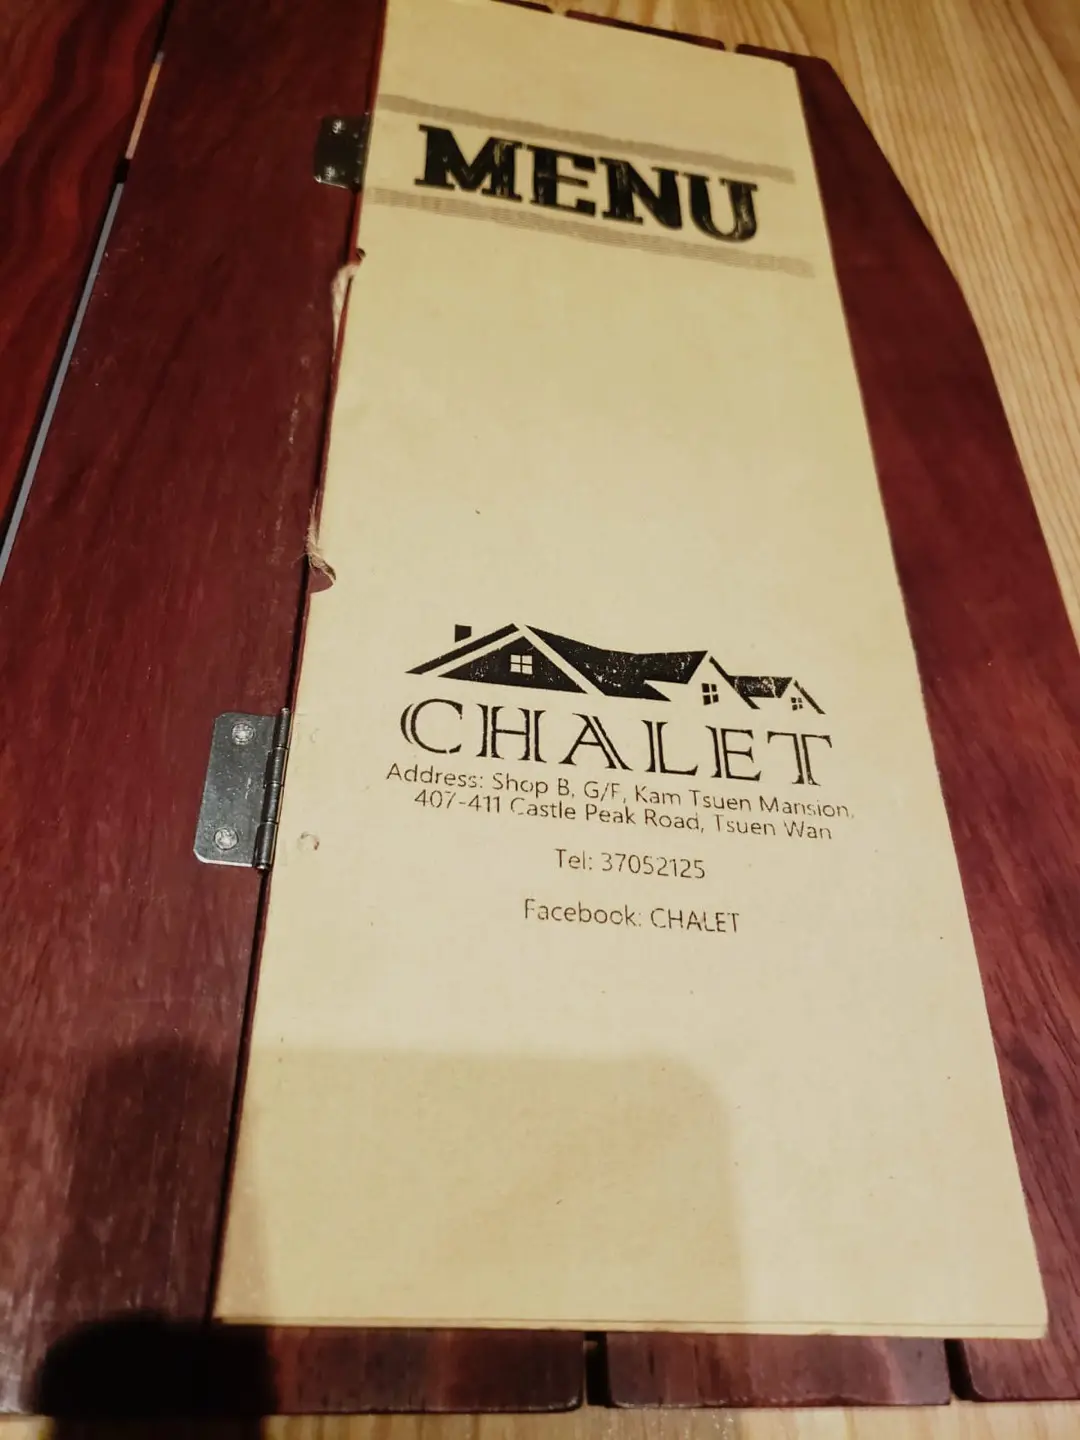 MENU
CHALET
Address: Shop B, G/F, Kam Tsuen Mansion,
407-411 Castle Peak Road, Tsuen Wan
Tel: 37052125
Facebook: CHALET